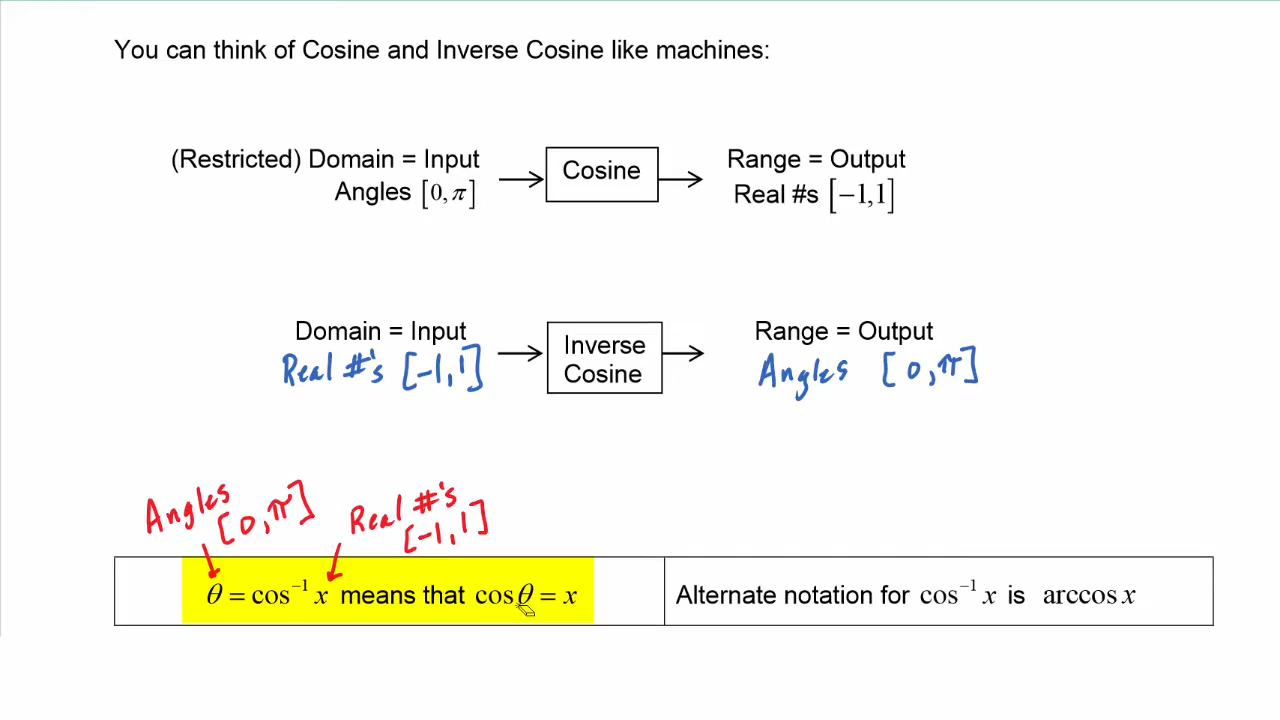 You can think of Cosine and Inverse Cosine like machines:
(Restricted) Domain = Input
Angles [0, π]
Cosine
Range = Output
Real #s [−1,1]
Domain = Input
Real #'s [-1,1]
Inverse
Cosine
Range = Output
Angles [0,π]
Angles
[0,π]
Real #'s
[-1,1]
θ = cos⁻¹ x means that cosθ = x
Alternate notation for cos⁻¹ x is arccos x